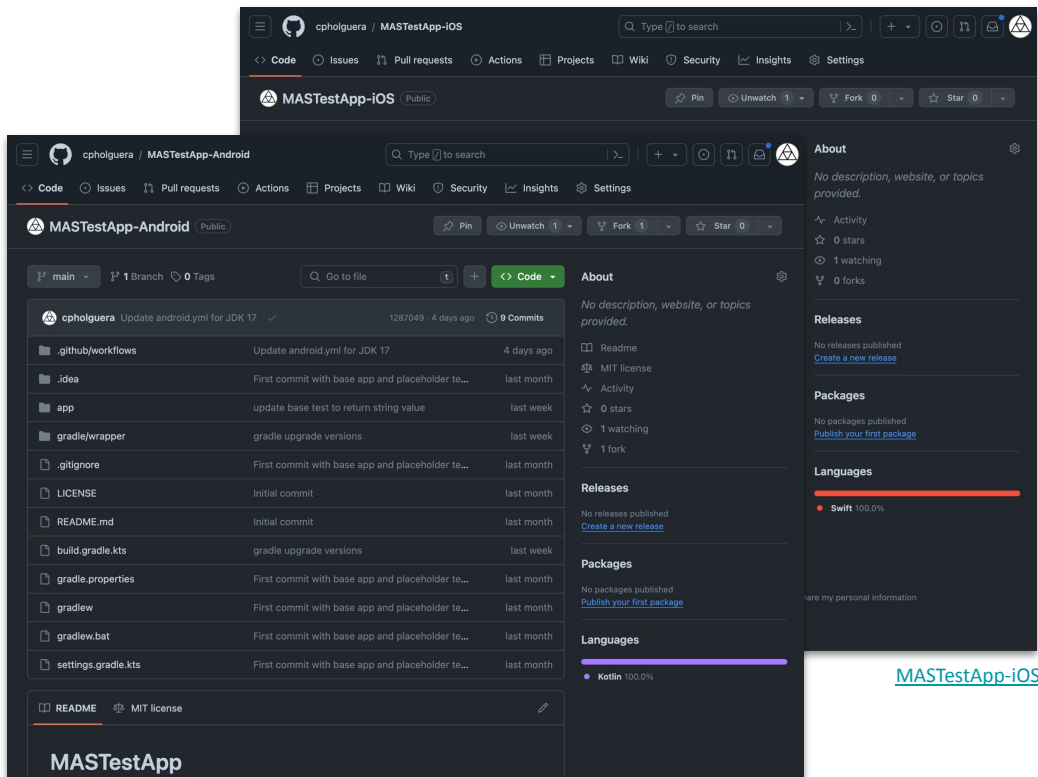 cpholguera / MASTestApp-iOS
Type / to search
Code Issues Pull requests Actions Projects Wiki Security Insights Settings
MASTestApp-iOS Public
Pin Unwatch 1 Fork 0 Star 0
About
No description, website, or topics
provided.
Activity
0 stars
1 watching
0 forks
Releases
No releases published
Create a new release
Packages
No packages published
Publish your first package
Languages
Swift 100.0%
my personal information
MASTestApp-iOS
cpholguera / MASTestApp-Android
Type / to search
Code Issues Pull requests Actions Projects Wiki Security Insights Settings
MASTestApp-Android Public
Pin Unwatch 1 Fork 1 Star 0
main 1 Branch 0 Tags Go to file t + Code
cpholguera Update android.yml for JDK 17 1287049 · 4 days ago 9 Commits
.github/workflows Update android.yml for JDK 17 4 days ago
.idea First commit with base app and placeholder te... last month
app update base test to return string value last week
gradle/wrapper gradle upgrade versions last week
.gitignore First commit with base app and placeholder te... last month
LICENSE Initial commit last month
README.md Initial commit last month
build.gradle.kts gradle upgrade versions last week
gradle.properties First commit with base app and placeholder te... last month
gradlew First commit with base app and placeholder te... last month
gradlew.bat First commit with base app and placeholder te... last month
settings.gradle.kts First commit with base app and placeholder te... last month
README MIT license
MASTestApp
About
No description, website, or topics
provided.
Readme
MIT license
Activity
0 stars
1 watching
1 fork
Releases
No releases published
Create a new release
Packages
No packages published
Publish your first package
Languages
Kotlin 100.0%